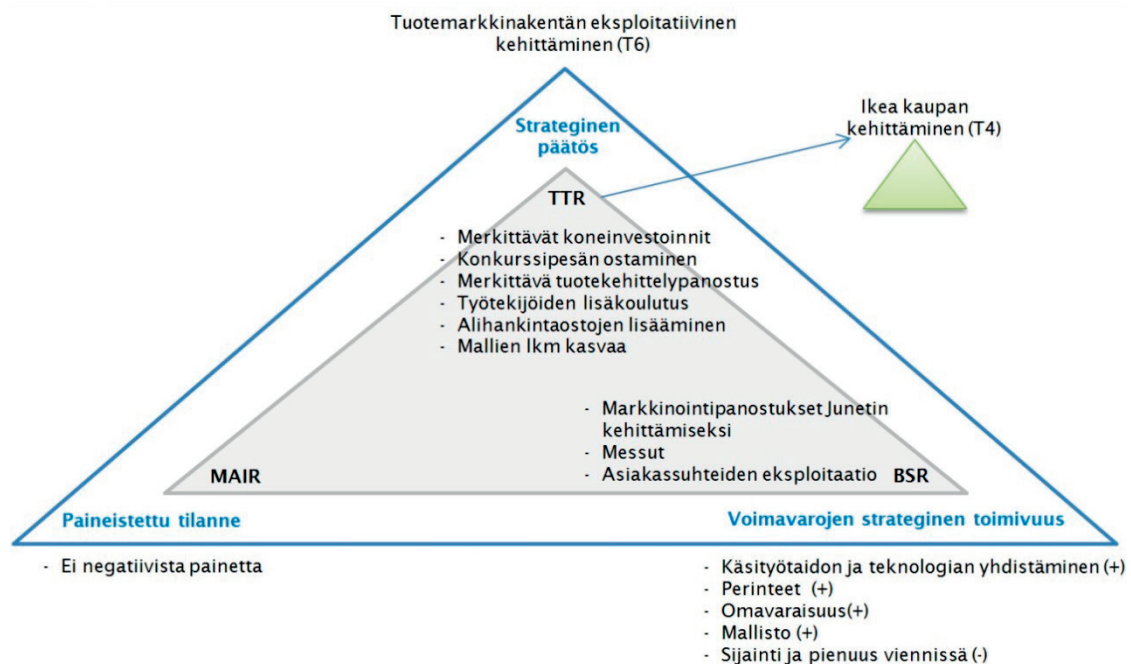 Tuotemarkkinakentän eksploitatiivinen
kehittäminen (T6)
Ikea kaupan
kehittäminen (T4)
Strateginen
päätös
TTR
- Merkittävät koneinvestoinnit
- Konkurssipesän ostaminen
- Merkittävä tuotekehittelypanostus
- Työtekijöiden lisäkoulutus
- Alihankintaostojen lisääminen
- Mallien lkm kasvaa
- Markkinointipanostukset Junetin
kehittämiseksi
- Messut
- Asiakassuhteiden eksploitaatio
MAIR
BSR
Paineistettu tilanne
Voimavarojen strateginen toimivuus
- Ei negatiivista painetta
- Käsityötaidon ja teknologian yhdistäminen (+)
- Perinteet (+)
- Omavaraisuus(+)
- Mallisto (+)
- Sijainti ja pienuus viennissä (-)